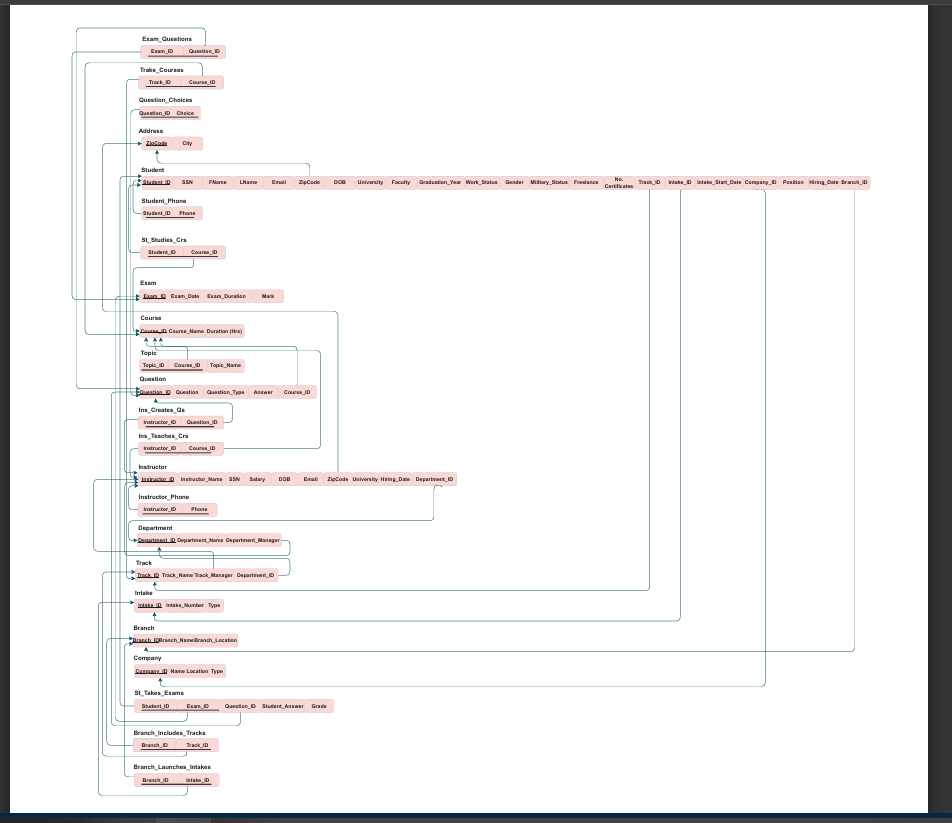 Exam_Questions
Exam_ID Question_ID
Trake_Courses
Track_ID Course_ID
Question_Choices
Question_ID Choice
Address
ZipCode City
Student
Student_ID SSN FName LName Email ZipCode DOB University Faculty Graduation_Year Work_Status Gender Military_Status Freelance No. Certificates Track_ID Intake_ID Intake_Start_Date Company_ID Position Hiring_Date Branch_ID
Student_Phone
Student_ID Phone
St_Studies_Crs
Student_ID Course_ID
Exam
Exam_ID Exam_Date Exam_Duration Mark
Course
Course_ID Course_Name Duration (Hrs)
Topic
Topic_ID Course_ID Topic_Name
Question
Question_ID Question Question_Type Answer Course_ID
Ins_Creates_Qs
Instructor_ID Question_ID
Ins_Teaches_Crs
Instructor_ID Course_ID
Instructor
Instructor_ID Instructor_Name SSN Salary DOB Email ZipCode University Hiring_Date Department_ID
Instructor_Phone
Instructor_ID Phone
Department
Department_ID Department_Name Department_Manager
Track
Track_ID Track_Name Track_Manager Department_ID
Intake
Intake_ID Intake_Number Type
Branch
Branch_ID Branch_Name Branch_Location
Company
Company_ID Name Location Type
St_Takes_Exams
Student_ID Exam_ID Question_ID Student_Answer Grade
Branch_Includes_Tracks
Branch_ID Track_ID
Branch_Launches_Intakes
Branch_ID Intake_ID